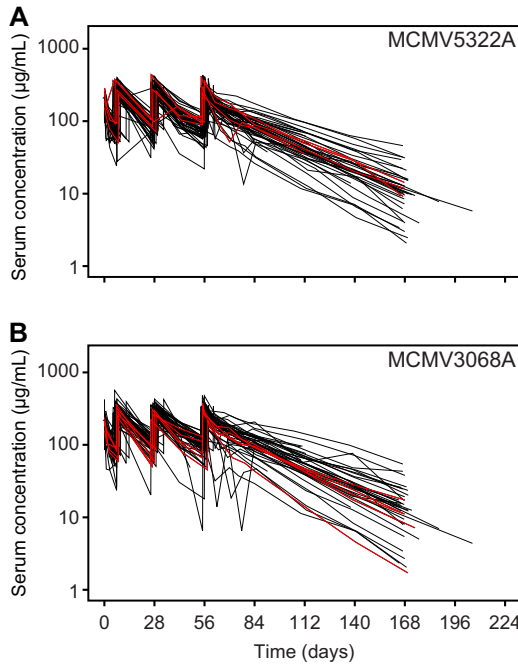 A
MCMV5322A
Serum concentration (µg/mL)
1000
100
10
1
B
MCMV3068A
Serum concentration (µg/mL)
1000
100
10
1
0 28 56 84 112 140 168 196 224
Time (days)